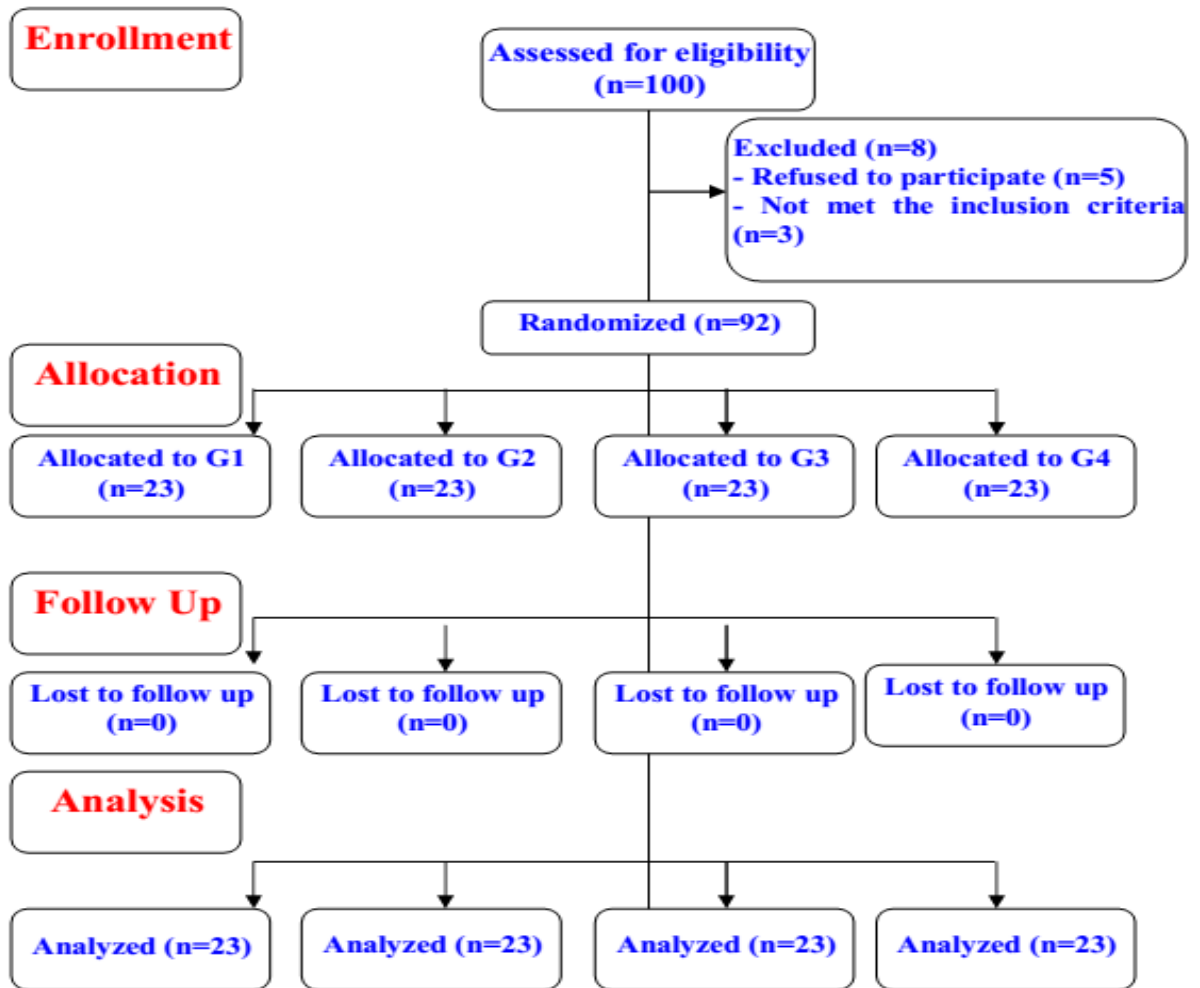 Enrollment
Assessed for eligibility
(n=100)
Excluded (n=8)
- Refused to participate (n=5)
- Not met the inclusion criteria
(n=3)
Randomized (n=92)
Allocation
Allocated to G1
(n=23)
Allocated to G2
(n=23)
Allocated to G3
(n=23)
Allocated to G4
(n=23)
Follow Up
Lost to follow up
(n=0)
Lost to follow up
(n=0)
Lost to follow up
(n=0)
Lost to follow up
(n=0)
Analysis
Analyzed (n=23)
Analyzed (n=23)
Analyzed (n=23)
Analyzed (n=23)